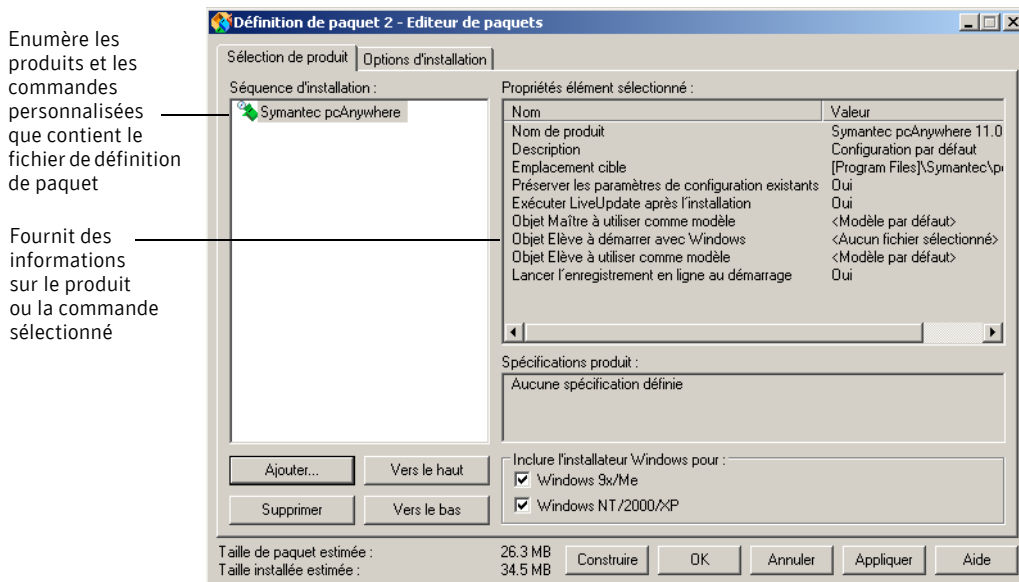 Définition de paquet 2 - Editeur de paquets
Enumère les
produits et les
commandes
personnalisées
que contient le
fichier de définition
de paquet
Fournit des
informations
sur le produit
ou la commande
sélectionné
Sélection de produit
Options d'installation
Séquence d'installation :
Symantec pcAnywhere
Propriétés élément sélectionné :
Nom Valeur
Nom de produit Symantec pcAnywhere 11.0
Description Configuration par défaut
Emplacement cible [Program Files]\Symantec\p
Préserver les paramètres de configuration existants Oui
Exécuter LiveUpdate après l'installation Oui
Objet Maître à utiliser comme modèle <Modèle par défaut>
Objet Elève à démarrer avec Windows <Aucun fichier sélectionné>
Objet Elève à utiliser comme modèle <Modèle par défaut>
Lancer l'enregistrement en ligne au démarrage Oui
Spécifications produit :
Aucune spécification définie
Ajouter... Vers le haut
Supprimer Vers le bas
Inclure l'installateur Windows pour :
Windows 9x/Me
Windows NT/2000/XP
Taille de paquet estimée : 26.3 MB
Taille installée estimée : 34.5 MB
Construire OK Annuler Appliquer Aide